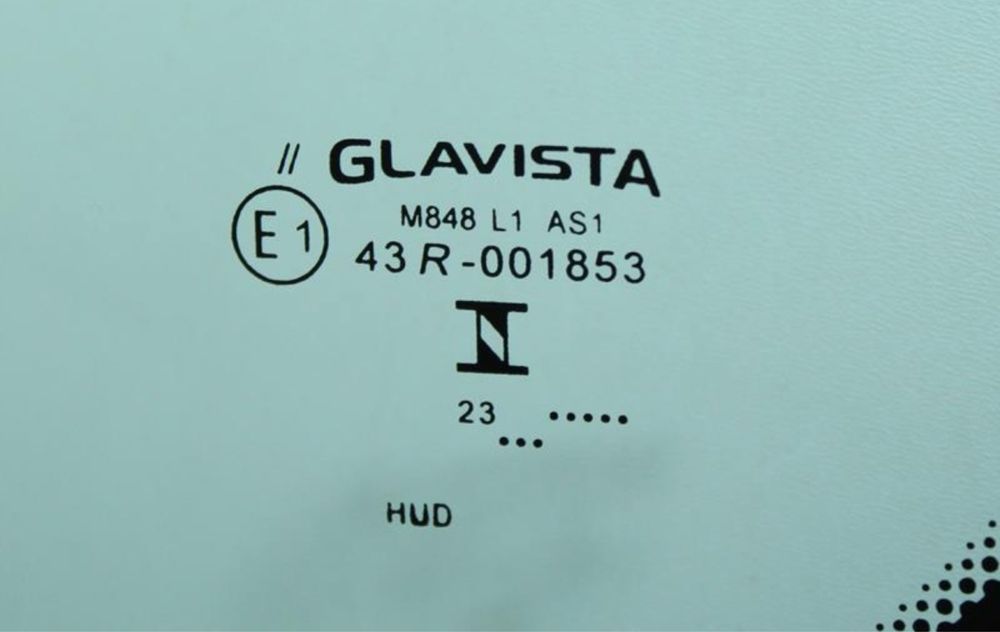 // GLAVISTA
E1
M848 L1 AS1
43R-001853
23 ... .....
HUD